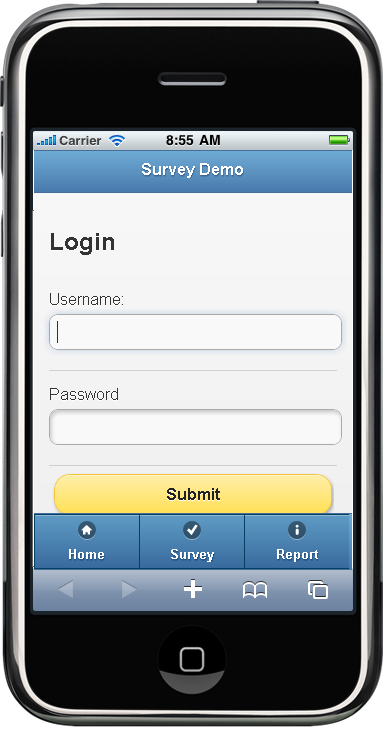 Carrier 8:55 AM
Survey Demo
Login
Username:
Password
Submit
Home Survey Report